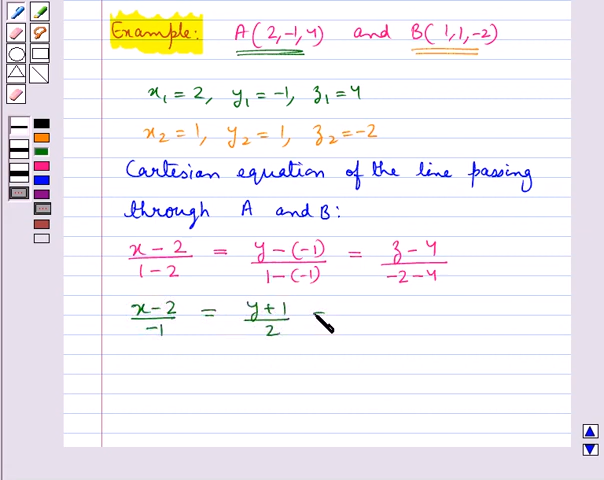 Example: A(2,-1,4) and B(1,1,-2)
x₁ = 2, y₁ = -1, z₁ = 4
x₂ = 1, y₂ = 1, z₂ = -2
Cartesian equation of the line passing
through A and B:
(x - 2)/(1 - 2) = (y - (-1))/(1 - (-1)) = (z - 4)/(-2 - 4)
(x - 2)/-1 = (y + 1)/2 =